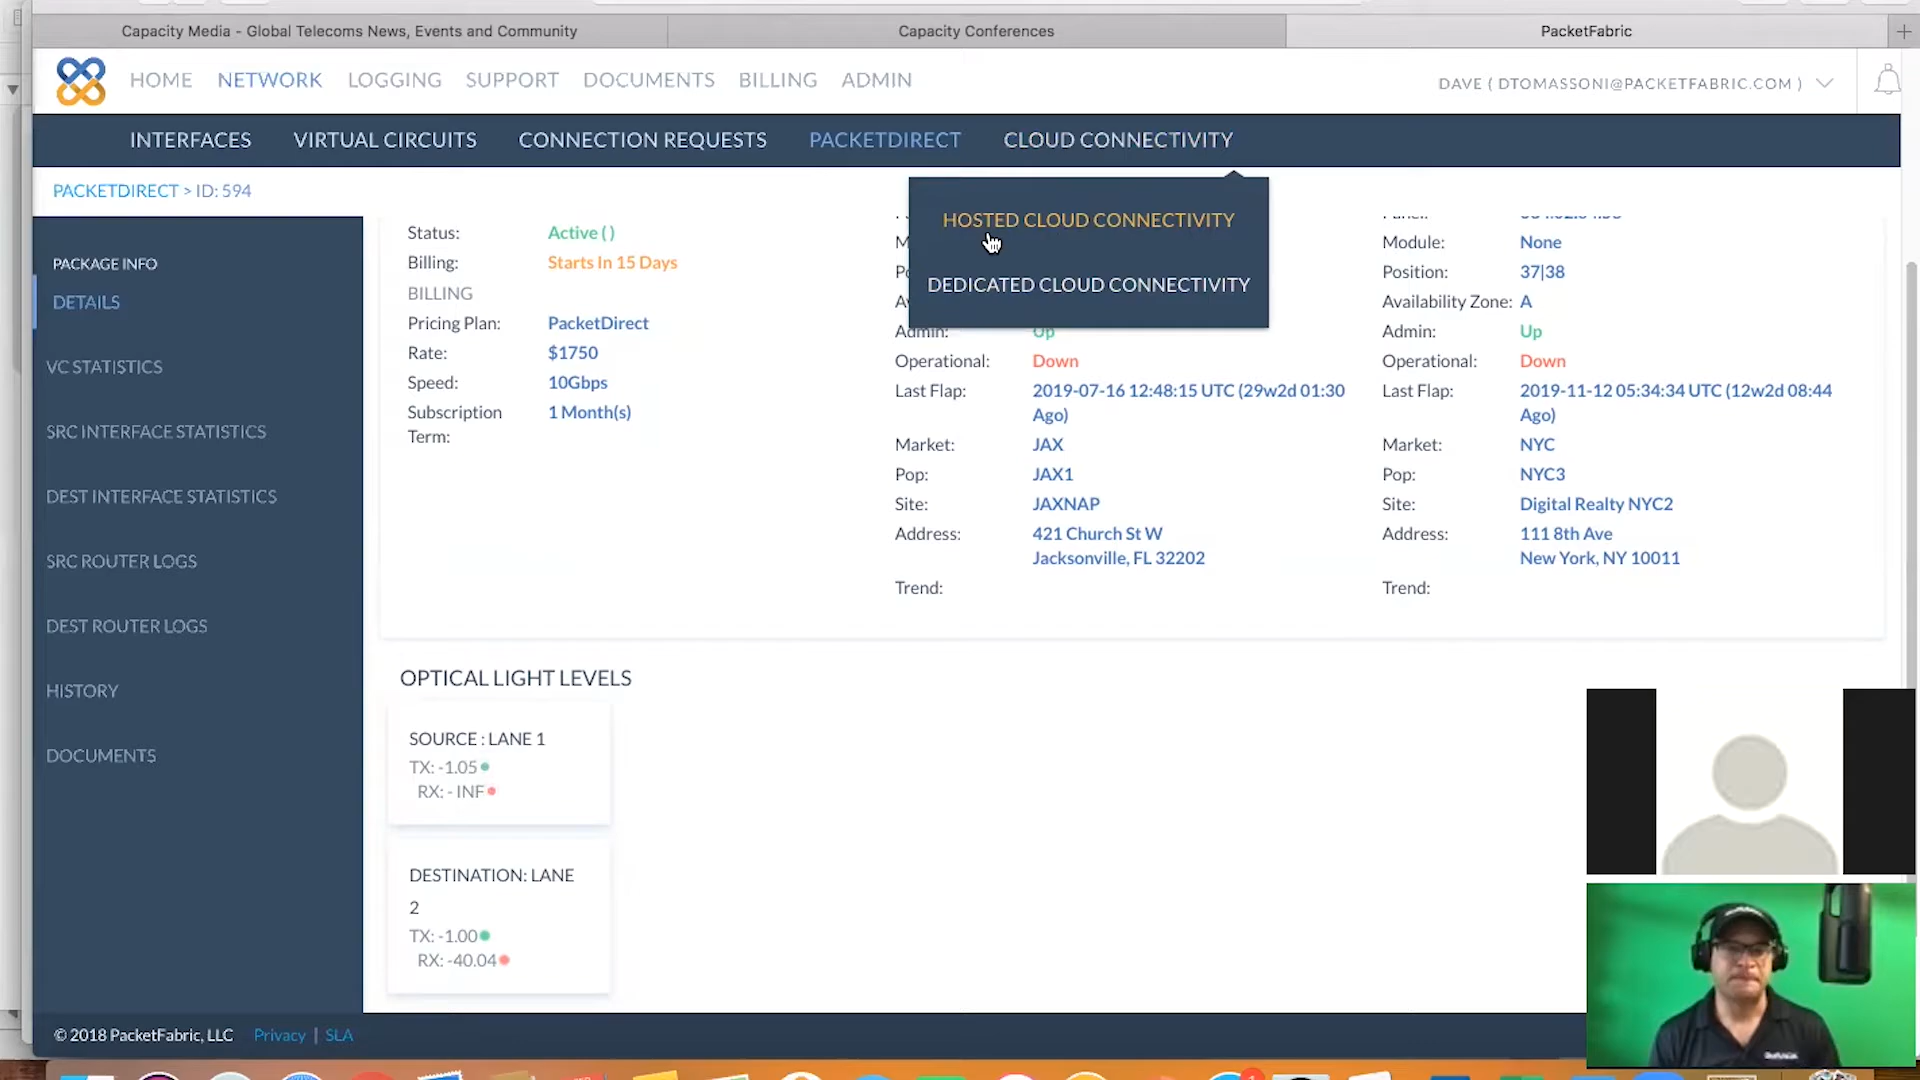 Capacity Media - Global Telecoms News, Events and Community
Capacity Conferences
PacketFabric
HOME NETWORK LOGGING SUPPORT DOCUMENTS BILLING ADMIN
DAVE ( DTOMASSONI@PACKETFABRIC.COM )
INTERFACES VIRTUAL CIRCUITS CONNECTION REQUESTS PACKETDIRECT CLOUD CONNECTIVITY
PACKETDIRECT > ID: 594
HOSTED CLOUD CONNECTIVITY
DEDICATED CLOUD CONNECTIVITY
PACKAGE INFO
DETAILS
VC STATISTICS
SRC INTERFACE STATISTICS
DEST INTERFACE STATISTICS
SRC ROUTER LOGS
DEST ROUTER LOGS
HISTORY
DOCUMENTS
Status: Active ( )
Billing: Starts In 15 Days
BILLING
Pricing Plan: PacketDirect
Rate: $1750
Speed: 10Gbps
Subscription 1 Month(s)
Term:
Admin: Up
Operational: Down
Last Flap: 2019-07-16 12:48:15 UTC (29w2d 01:30
Ago)
Market: JAX
Pop: JAX1
Site: JAXNAP
Address: 421 Church St W
Jacksonville, FL 32202
Trend:
Module: None
Position: 37|38
Availability Zone: A
Admin: Up
Operational: Down
Last Flap: 2019-11-12 05:34:34 UTC (12w2d 08:44
Ago)
Market: NYC
Pop: NYC3
Site: Digital Realty NYC2
Address: 111 8th Ave
New York, NY 10011
Trend:
OPTICAL LIGHT LEVELS
SOURCE : LANE 1
TX: -1.05
RX: - INF
DESTINATION: LANE
2
TX: -1.00
RX: -40.04
© 2018 PacketFabric, LLC Privacy | SLA